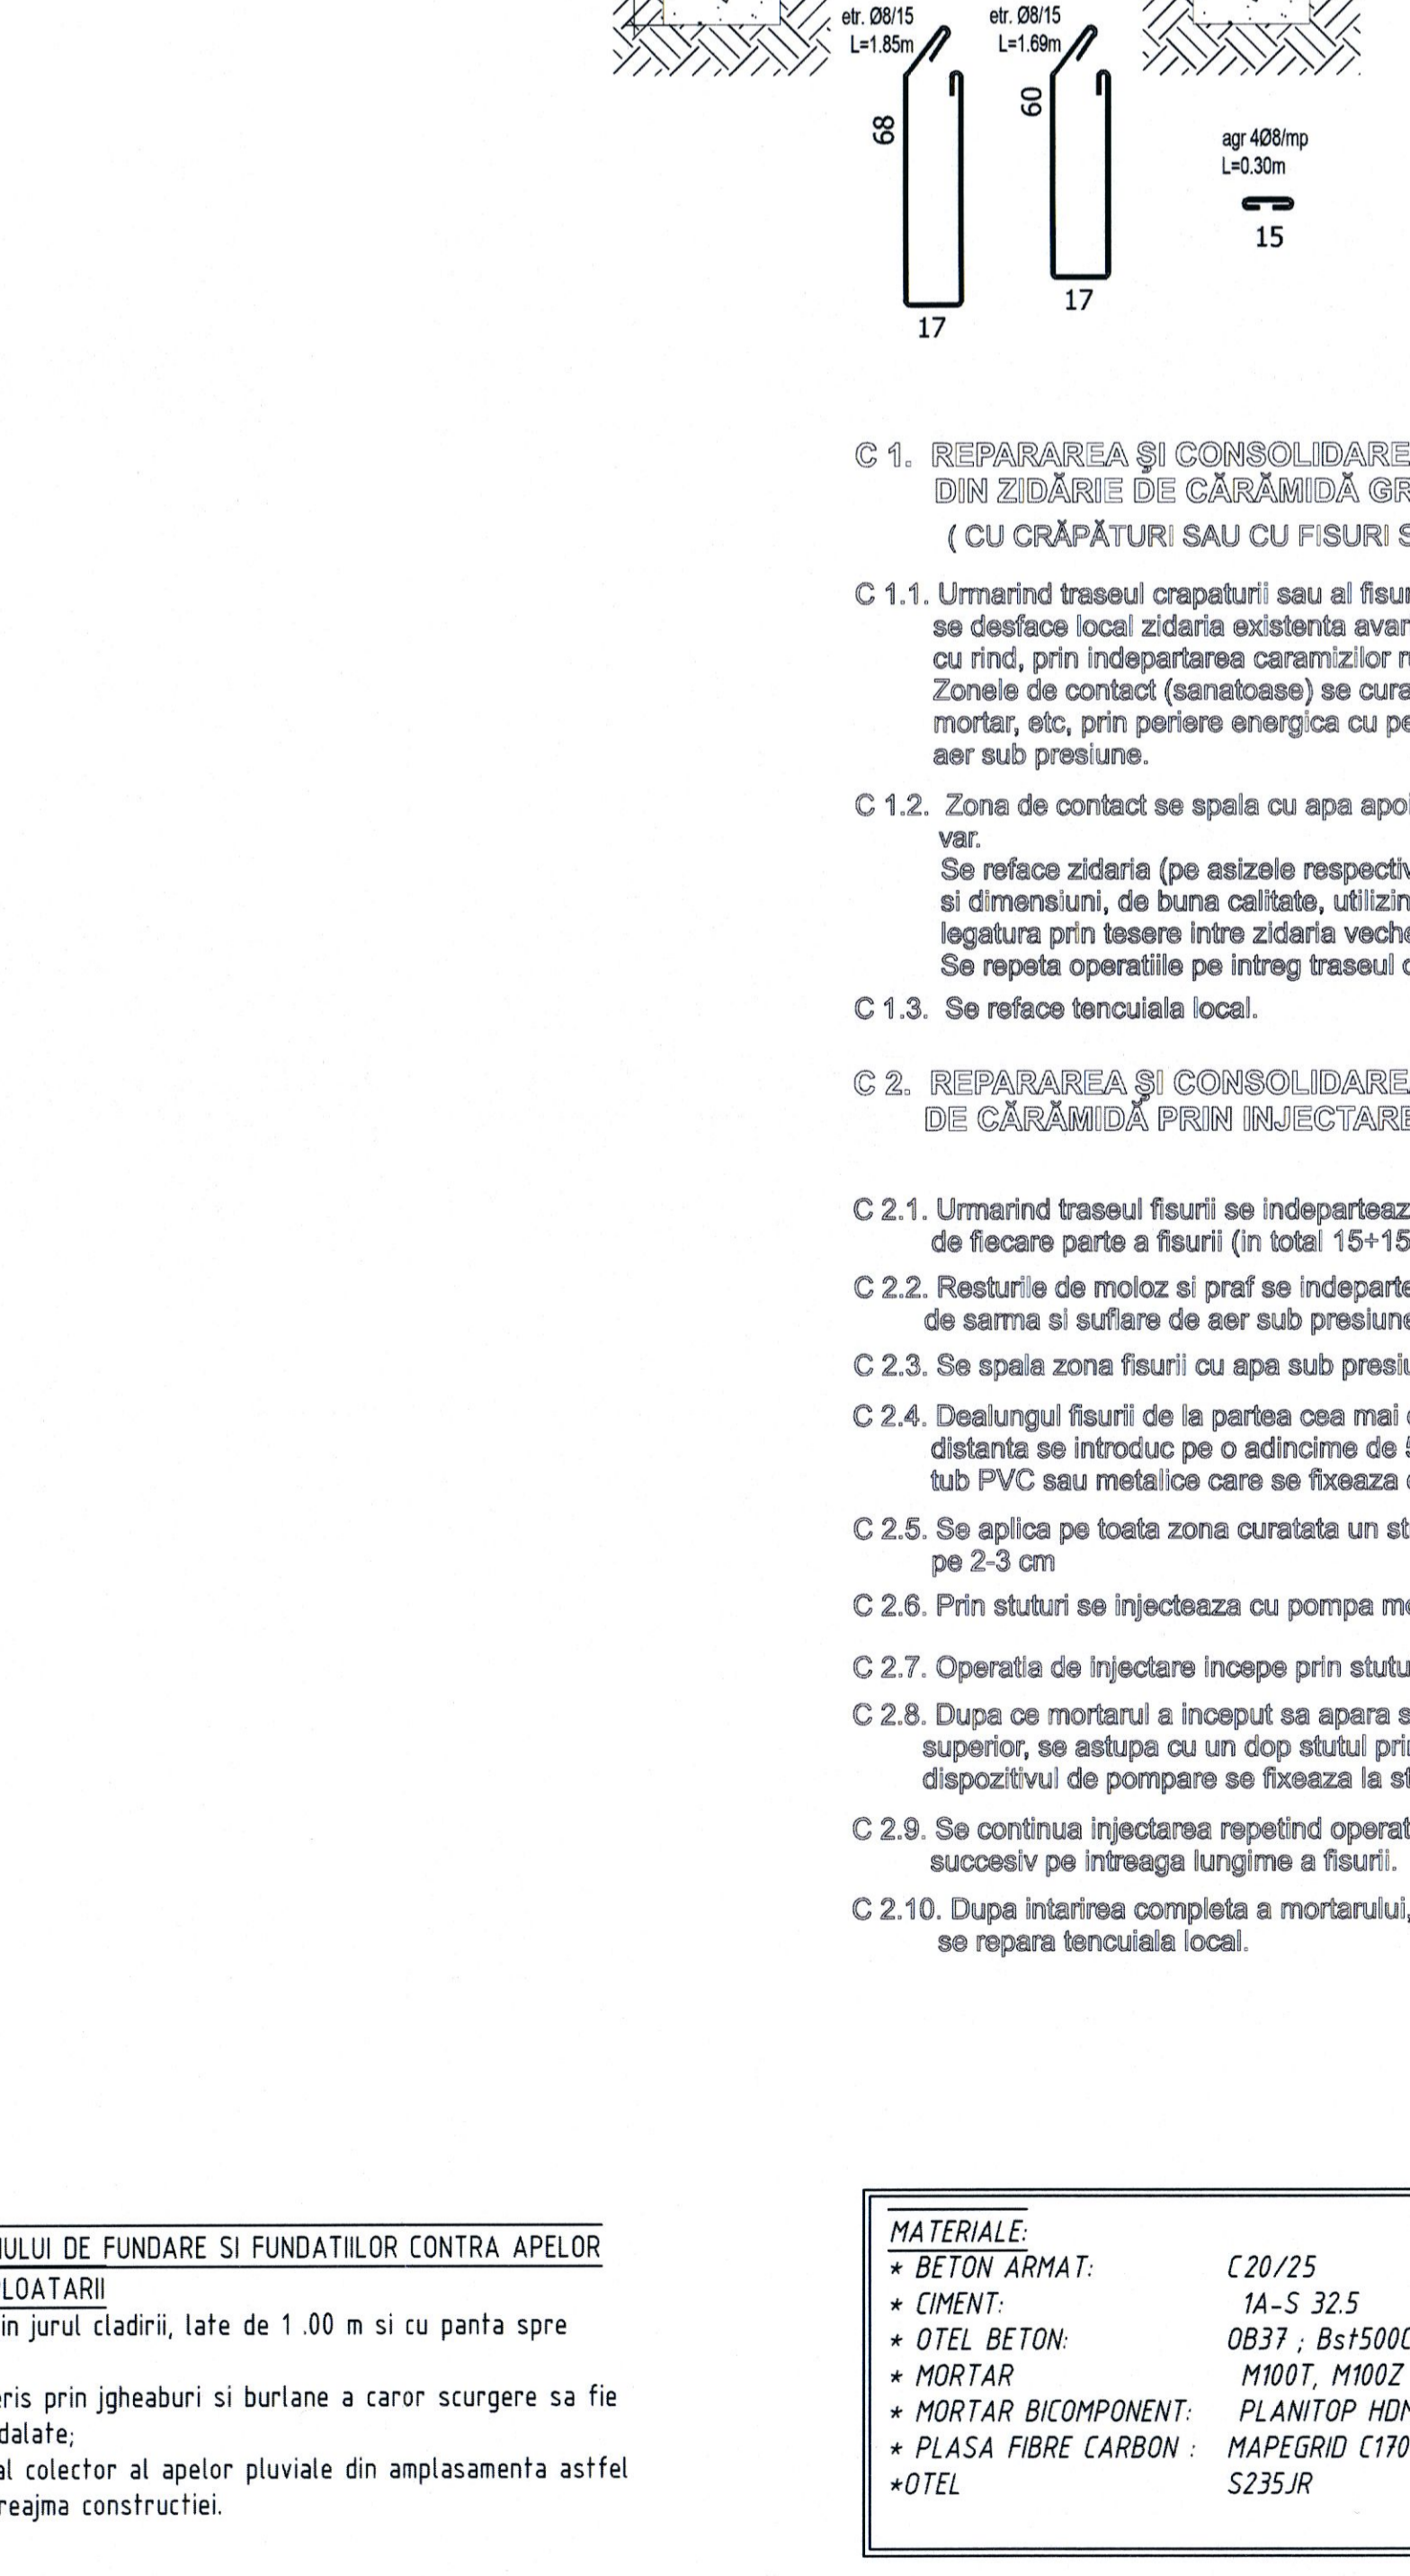 etr. Ø8/15
L=1.85m
68
17
etr. Ø8/15
L=1.69m
60
17
agr 4Ø8/mp
L=0.30m
15
C 1. REPARAREA ŞI CONSOLIDARE
DIN ZIDĂRIE DE CĂRĂMIDĂ GR
( CU CRĂPĂTURI SAU CU FISURI S
C 1.1. Urmarind traseul crapaturii sau al fisur
se desface local zidaria existenta avan
cu rind, prin indepartarea caramizilor ru
Zonele de contact (sanatoase) se cura
mortar, etc, prin periere energica cu pe
aer sub presiune.
C 1.2. Zona de contact se spala cu apa apoi
var.
Se reface zidaria (pe asizele respectiv
si dimensiuni, de buna calitate, utilizin
legatura prin tesere intre zidaria veche
Se repeta operatiile pe intreg traseul c
C 1.3. Se reface tencuiala local.
C 2. REPARAREA ŞI CONSOLIDAREA
DE CĂRĂMIDĂ PRIN INJECTARE
C 2.1. Urmarind traseul fisurii se indeparteaz
de fiecare parte a fisurii (in total 15+15
C 2.2. Resturile de moloz si praf se indeparte
de sarma si suflare de aer sub presiune
C 2.3. Se spala zona fisurii cu apa sub presiu
C 2.4. Dealungul fisurii de la partea cea mai
distanta se introduc pe o adincime de 5
tub PVC sau metalice care se fixeaza c
C 2.5. Se aplica pe toata zona curatata un st
pe 2-3 cm
C 2.6. Prin stuturi se injecteaza cu pompa me
C 2.7. Operatia de injectare incepe prin stutu
C 2.8. Dupa ce mortarul a inceput sa apara s
superior, se astupa cu un dop stutul prin
dispozitivul de pompare se fixeaza la st
C 2.9. Se continua injectarea repetind operat
succesiv pe intreaga lungime a fisurii.
C 2.10. Dupa intarirea completa a mortarului,
se repara tencuiala local.
NULUI DE FUNDARE SI FUNDATIILOR CONTRA APELOR
PLOATARII
in jurul cladirii, late de 1 .00 m si cu panta spre
eris prin jgheaburi si burlane a caror scurgere sa fie
dalate;
al colector al apelor pluviale din amplasamenta astfel
reajma constructiei.
MATERIALE:
* BETON ARMAT: C20/25
* CIMENT: 1A-S 32.5
* OTEL BETON: OB37 ; Bst500C
* MORTAR M100T, M100Z
* MORTAR BICOMPONENT: PLANITOP HDM
* PLASA FIBRE CARBON : MAPEGRID C170
*OTEL S235JR